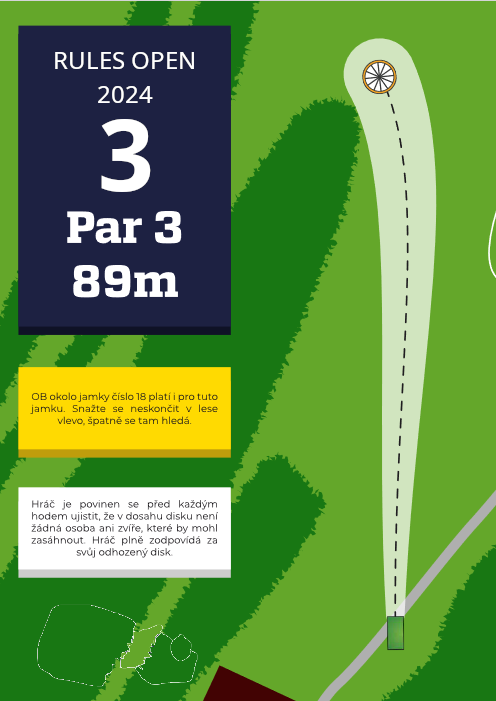 RULES OPEN
2024
3
Par 3
89m
OB okolo jamky číslo 18 platí i pro tuto
jamku. Snažte se neskončit v lese
vlevo, špatně se tam hledá.
Hráč je povinen se před každým
hodem ujistit, že v dosahu disku není
žádná osoba ani zvíře, které by mohl
zasáhnout. Hráč plně zodpovídá za
svůj odhozený disk.